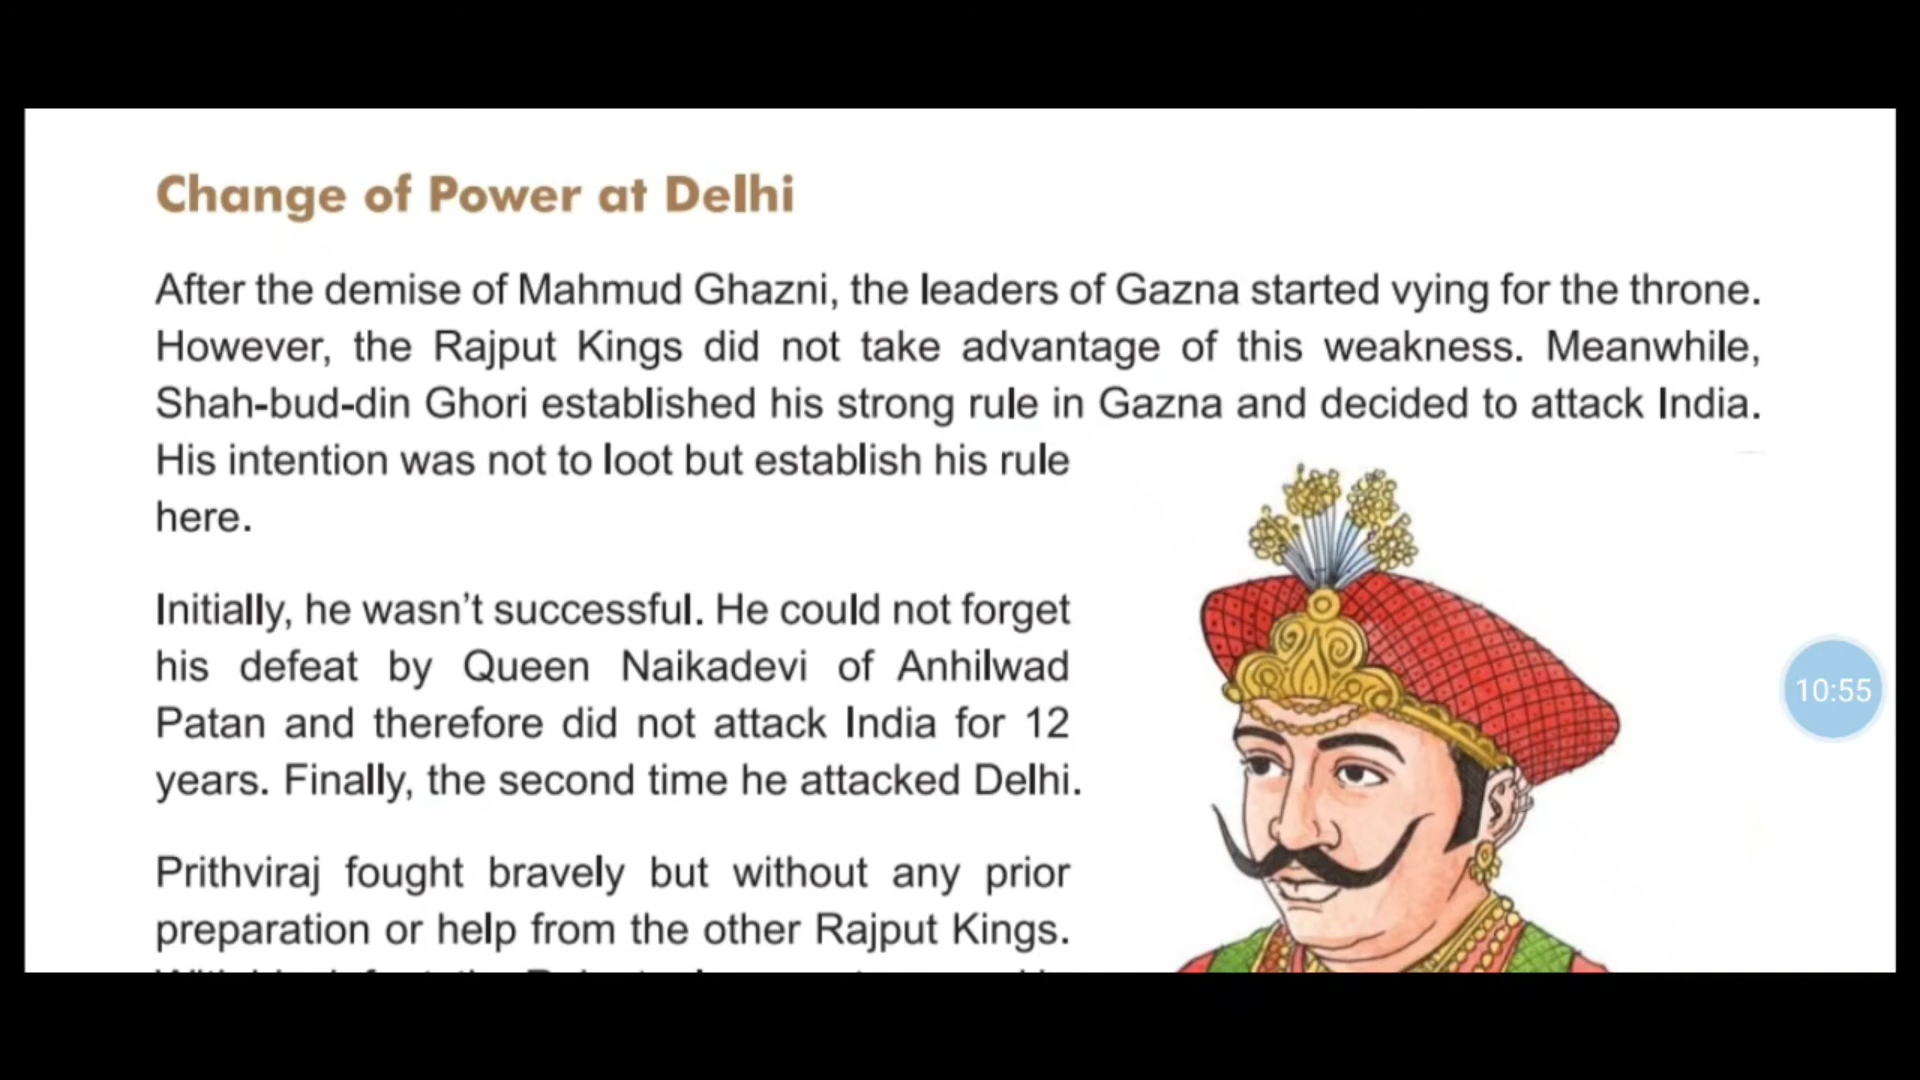 Change of Power at Delhi
After the demise of Mahmud Ghazni, the leaders of Gazna started vying for the throne.
However, the Rajput Kings did not take advantage of this weakness. Meanwhile,
Shah-bud-din Ghori established his strong rule in Gazna and decided to attack India.
His intention was not to loot but establish his rule
here.
Initially, he wasn’t successful. He could not forget
his defeat by Queen Naikadevi of Anhilwad
Patan and therefore did not attack India for 12
years. Finally, the second time he attacked Delhi.
10:55
Prithviraj fought bravely but without any prior
preparation or help from the other Rajput Kings.